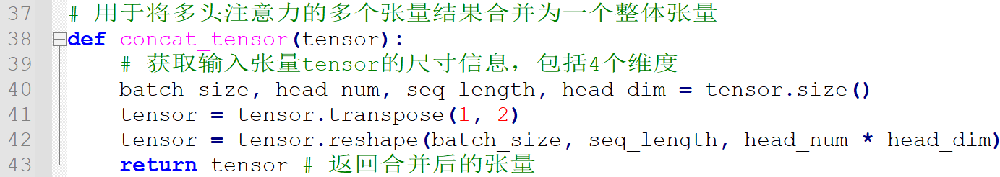 37 # 用于将多头注意力的多个张量结果合并为一个整体张量
38 def concat_tensor(tensor):
39 # 获取输入张量tensor的尺寸信息，包括4个维度
40 batch_size, head_num, seq_length, head_dim = tensor.size()
41 tensor = tensor.transpose(1, 2)
42 tensor = tensor.reshape(batch_size, seq_length, head_num * head_dim)
43 return tensor # 返回合并后的张量